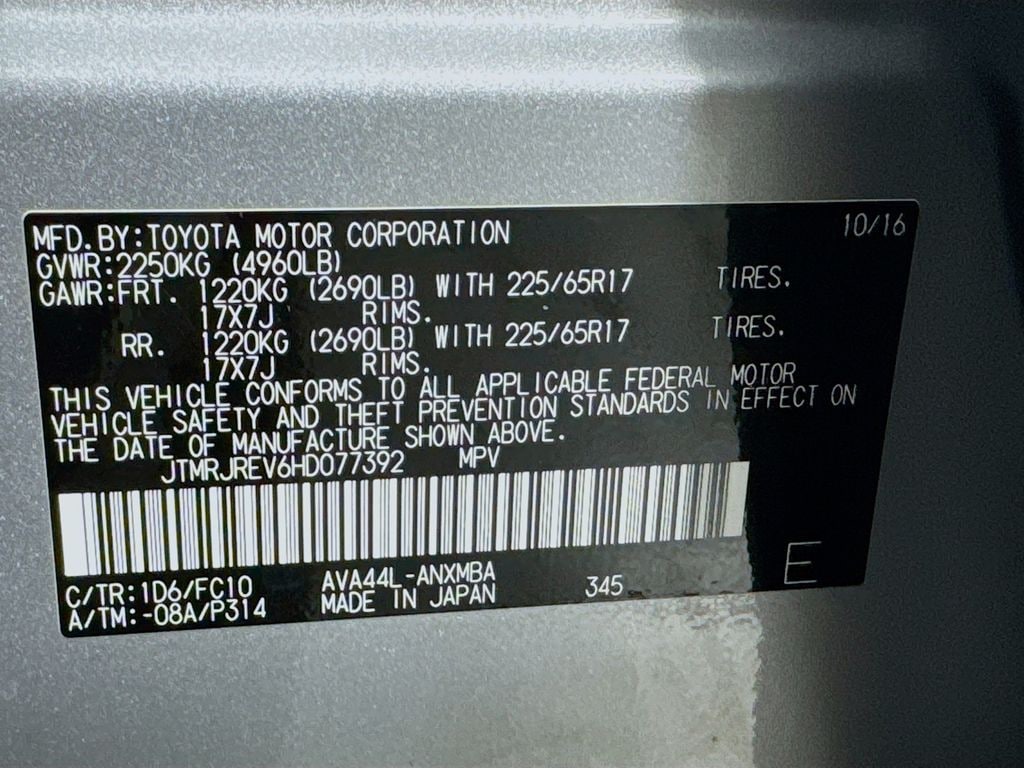 MFD.BY:TOYOTA MOTOR CORPORATION 10/16
GVWR:2250KG (4960LB)
GAWR:FRT. 1220KG (2690LB) WITH 225/65R17 TIRES.
17X7J RIMS.
RR. 1220KG (2690LB) WITH 225/65R17 TIRES.
17X7J RIMS.
THIS VEHICLE CONFORMS TO ALL APPLICABLE FEDERAL MOTOR
VEHICLE SAFETY AND THEFT PREVENTION STANDARDS IN EFFECT ON
THE DATE OF MANUFACTURE SHOWN ABOVE.
JTMRJREV6HD077392 MPV
C/TR:1D6/FC10 AVA44L-ANXMBA 345 E
A/TM:-08A/P314 MADE IN JAPAN